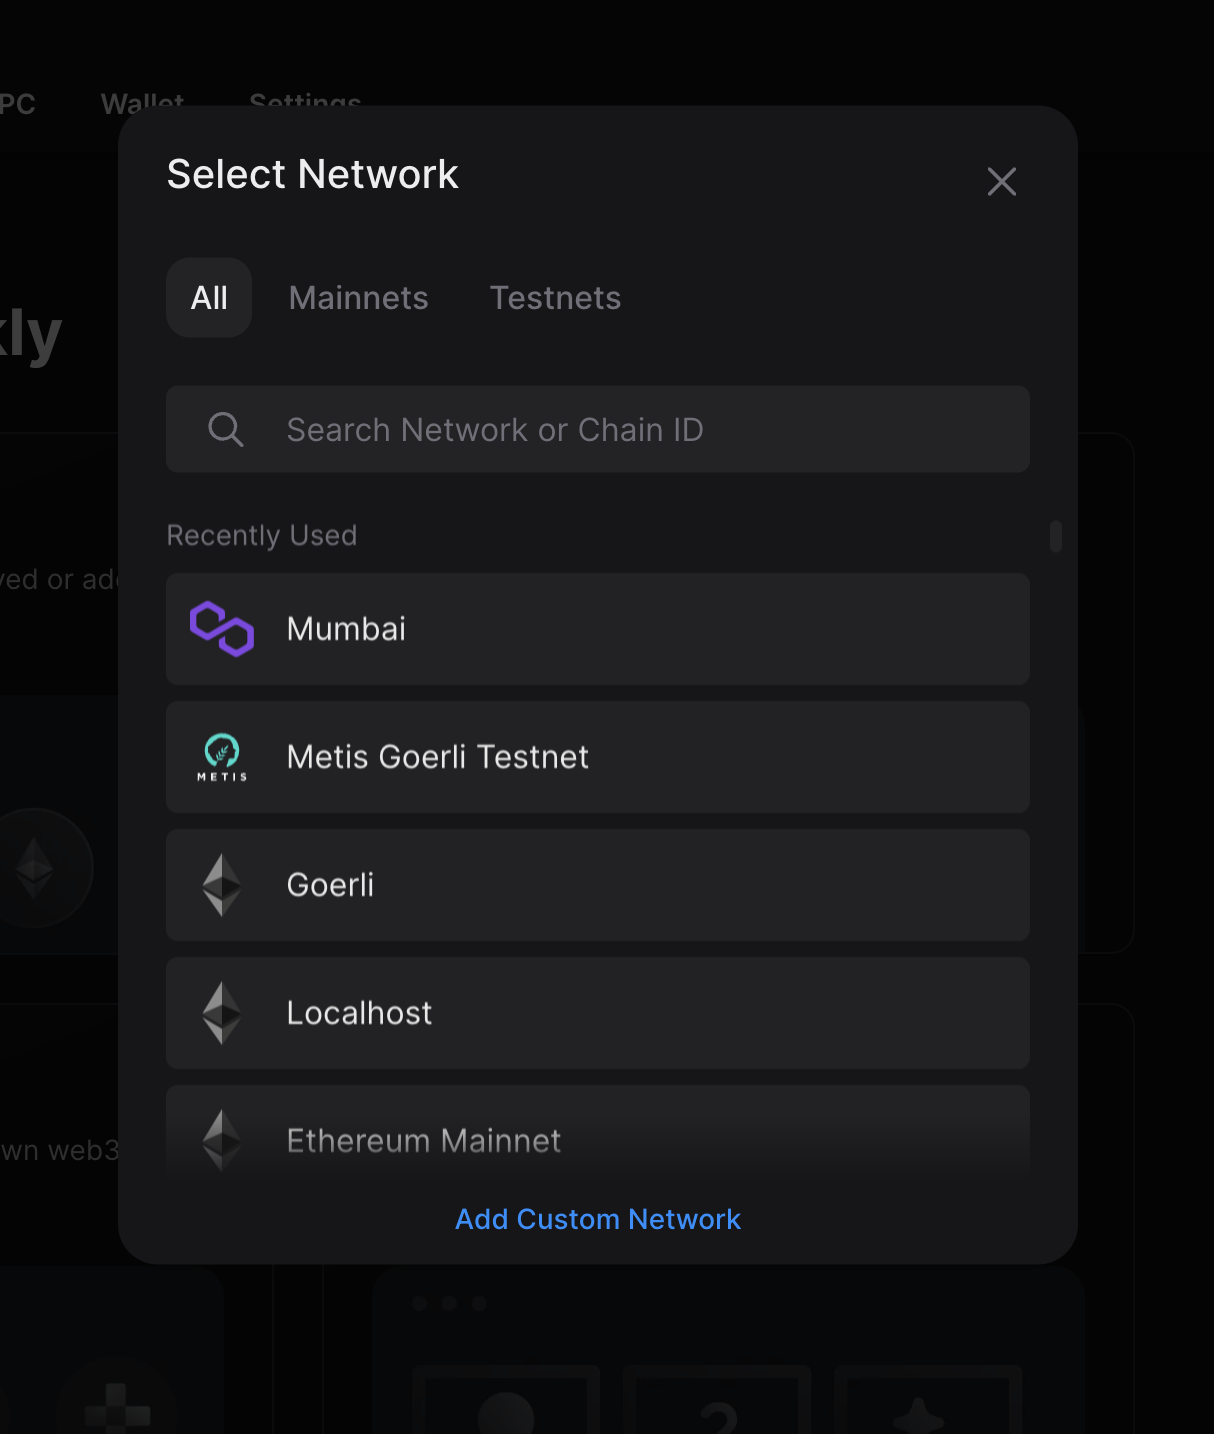 PC Wallet Settings
Select Network
All Mainnets Testnets
kly
Search Network or Chain ID
Recently Used
ved or add
Mumbai
METIS
Metis Goerli Testnet
Goerli
Localhost
Ethereum Mainnet
wn web3
Add Custom Network
?